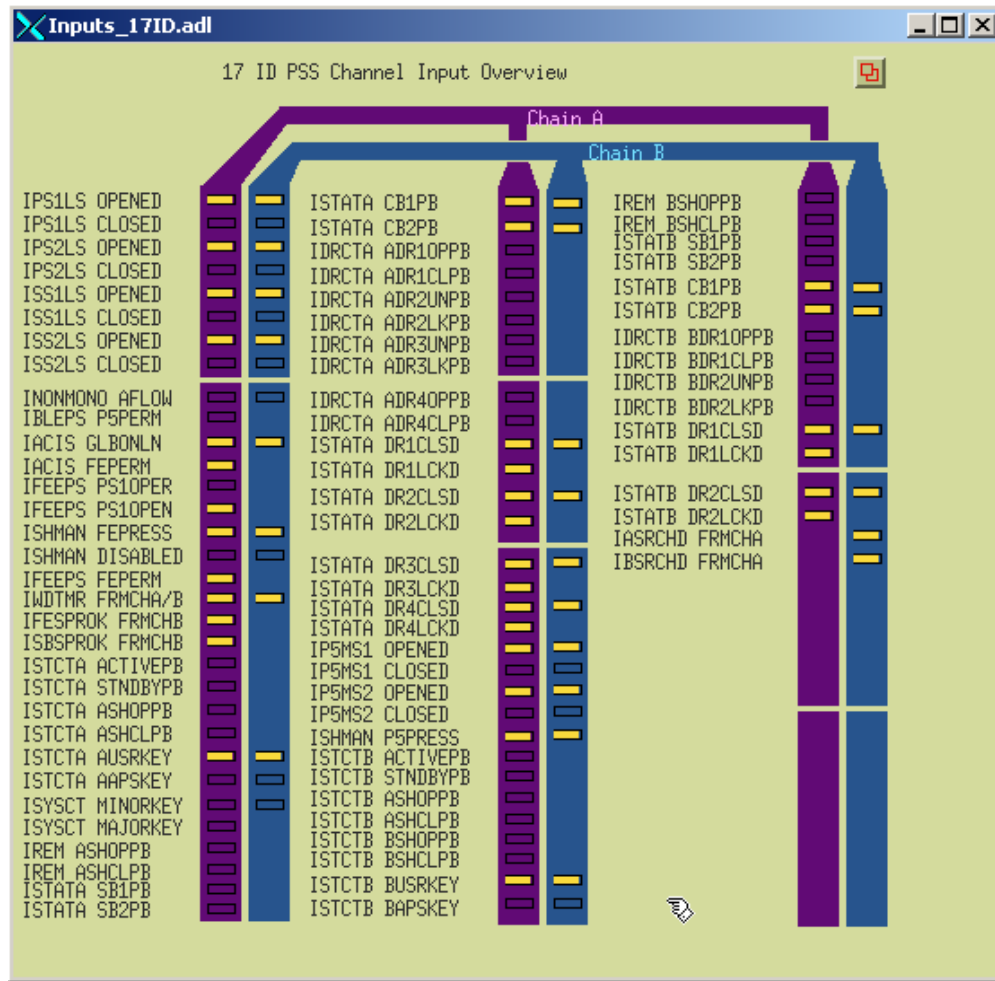 Inputs_17ID.adl
17 ID PSS Channel Input Overview
Chain A
Chain B
IPS1LS OPENED
IPS1LS CLOSED
IPS2LS OPENED
IPS2LS CLOSED
ISS1LS OPENED
ISS1LS CLOSED
ISS2LS OPENED
ISS2LS CLOSED
INONMONO AFLOW
IBLEPS P5PERM
IACIS GLBONLN
IACIS FEPERM
IFEEPS PS1OPER
IFEEPS PS1OPEN
ISHMAN FEPRESS
ISHMAN DISABLED
IFEEPS FEPERM
IWDTMR FRMCHA/B
IFESPROK FRMCHB
ISBSPROK FRMCHB
ISTCTA ACTIVEPB
ISTCTA STNDBYPB
ISTCTA ASHOPPB
ISTCTA ASHCLPB
ISTCTA AUSRKEY
ISTCTA AAPSKEY
ISYSCT MINORKEY
ISYSCT MAJORKEY
IREM ASHOPPB
IREM ASHCLPB
ISTATA SB1PB
ISTATA SB2PB
ISTATA CB1PB
ISTATA CB2PB
IDRCTA ADR1OPPB
IDRCTA ADR1CLPB
IDRCTA ADR2UNPB
IDRCTA ADR2LKPB
IDRCTA ADR3UNPB
IDRCTA ADR3LKPB
IDRCTA ADR4OPPB
IDRCTA ADR4CLPB
ISTATA DR1CLSD
ISTATA DR1LCKD
ISTATA DR2CLSD
ISTATA DR2LCKD
ISTATA DR3CLSD
ISTATA DR3LCKD
ISTATA DR4CLSD
ISTATA DR4LCKD
IP5MS1 OPENED
IP5MS1 CLOSED
IP5MS2 OPENED
IP5MS2 CLOSED
ISHMAN P5PRESS
ISTCTB ACTIVEPB
ISTCTB STNDBYPB
ISTCTB ASHOPPB
ISTCTB ASHCLPB
ISTCTB BSHOPPB
ISTCTB BSHCLPB
ISTCTB BUSRKEY
ISTCTB BAPSKEY
IREM BSHOPPB
IREM BSHCLPB
ISTATB SB1PB
ISTATB SB2PB
ISTATB CB1PB
ISTATB CB2PB
IDRCTB BDR1OPPB
IDRCTB BDR1CLPB
IDRCTB BDR2UNPB
IDRCTB BDR2LKPB
ISTATB DR1CLSD
ISTATB DR1LCKD
ISTATB DR2CLSD
ISTATB DR2LCKD
IASRCHD FRMCHA
IBSRCHD FRMCHA